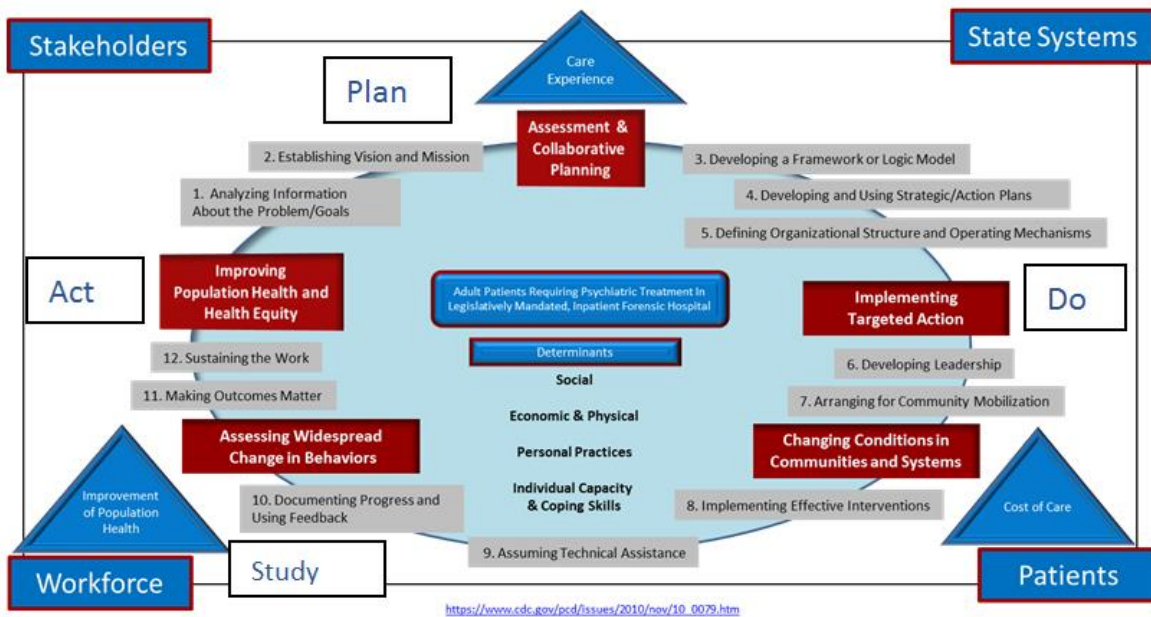 Stakeholders
State Systems
Care
Experience
Plan
Assessment &
Collaborative
Planning
2. Establishing Vision and Mission
3. Developing a Framework or Logic Model
1. Analyzing Information
About the Problem/Goals
4. Developing and Using Strategic/Action Plans
5. Defining Organizational Structure and Operating Mechanisms
Act
Improving
Population Health and
Health Equity
Adult Patients Requiring Psychiatric Treatment In
Legislatively Mandated, Inpatient Forensic Hospital
Implementing
Targeted Action
Do
Determinants
Social
Economic & Physical
Personal Practices
Individual Capacity
& Coping Skills
12. Sustaining the Work
11. Making Outcomes Matter
6. Developing Leadership
7. Arranging for Community Mobilization
Assessing Widespread
Change in Behaviors
Changing Conditions in
Communities and Systems
Improvement
of Population
Health
10. Documenting Progress and
Using Feedback
8. Implementing Effective Interventions
Cost of Care
9. Assuming Technical Assistance
Workforce
Study
Patients
https://www.cdc.gov/pcd/issues/2010/nov/10_0079.htm